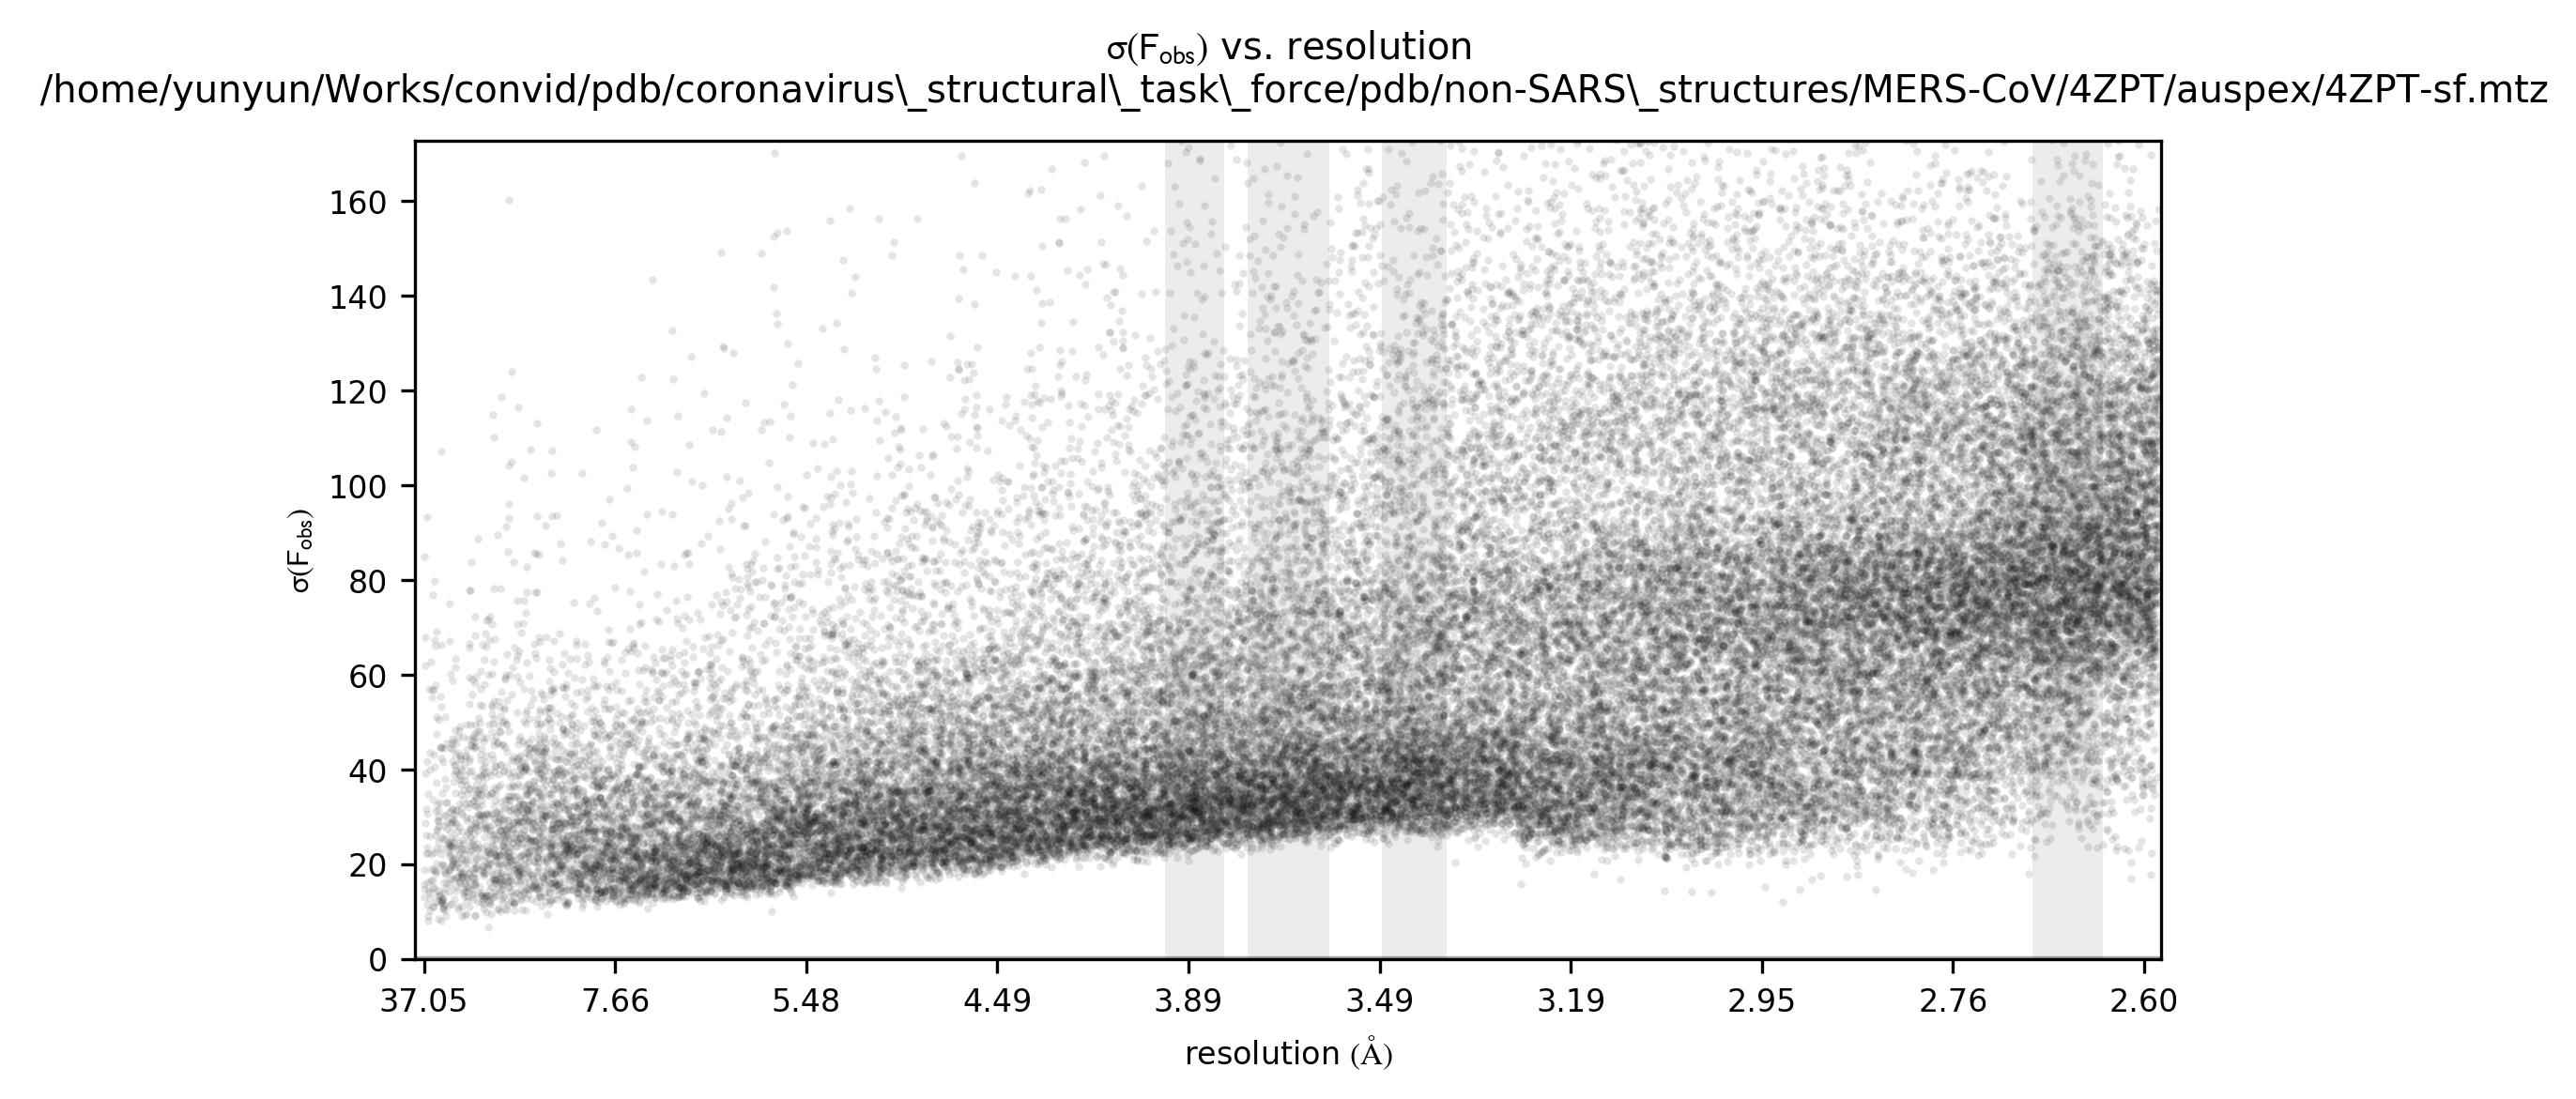 σ(Fobs) vs. resolution
/home/yunyun/Works/convid/pdb/coronavirus\_structural\_task\_force/pdb/non-SARS\_structures/MERS-CoV/4ZPT/auspex/4ZPT-sf.mtz
160
140
120
100
80
60
40
20
0
σ(Fobs)
37.05 7.66 5.48 4.49 3.89 3.49 3.19 2.95 2.76 2.60
resolution (Å)